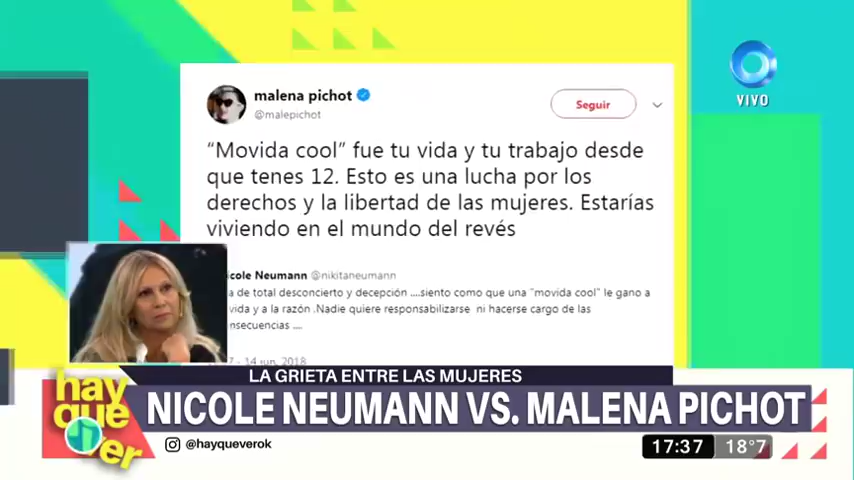 malena pichot
@malepichot
Seguir
VIVO
“Movida cool” fue tu vida y tu trabajo desde
que tenes 12. Esto es una lucha por los
derechos y la libertad de las mujeres. Estarías
viviendo en el mundo del revés
Neumann @nikitaneumann
de total desconcierto y decepción ....siento como que una "movida cool" le gano a
vida y a la razón .Nadie quiere responsabilizarse ni hacerse cargo de las
14 jun. 2018
LA GRIETA ENTRE LAS MUJERES
hay
que
ver
NICOLE NEUMANN VS. MALENA PICHOT
@hayqueverok
17:37
18°7